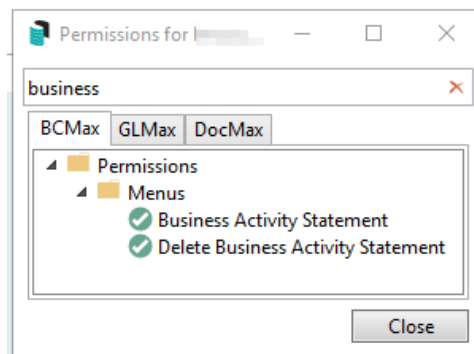 Permissions for
business
BCMax GLMax DocMax
Permissions
Menus
Business Activity Statement
Delete Business Activity Statement
Close